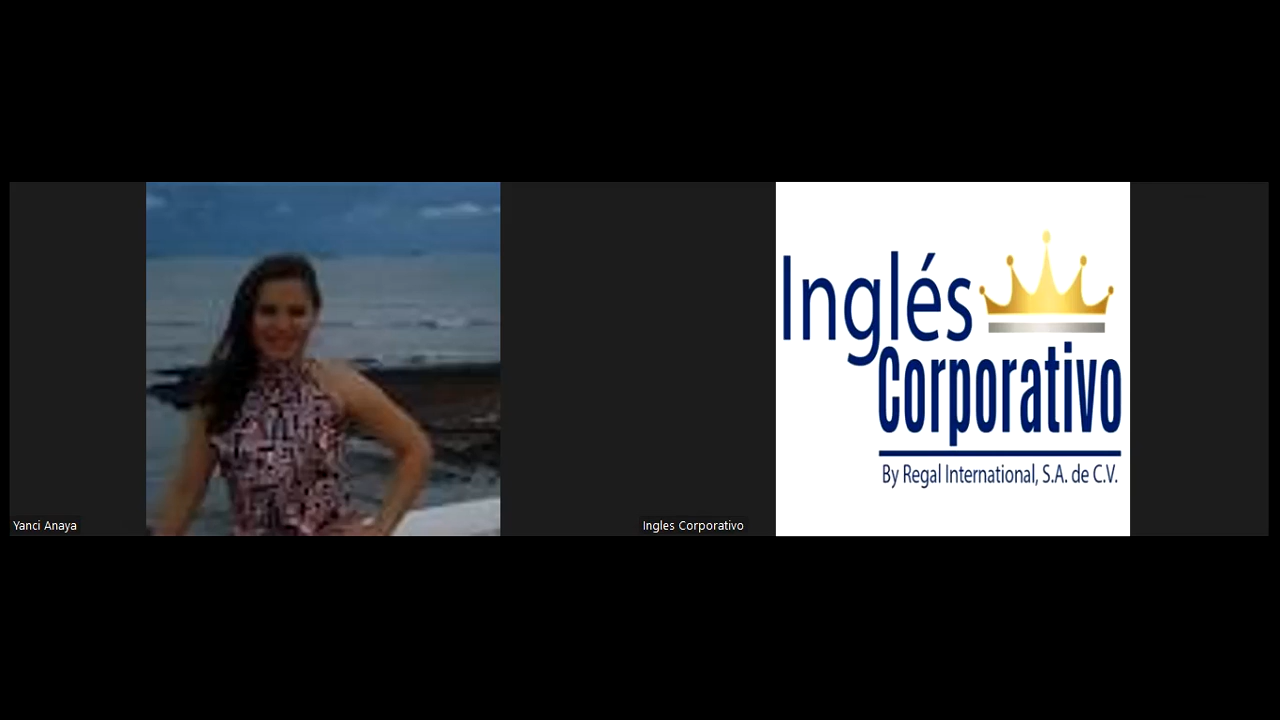 Inglés
Corporativo
By Regal International, S.A. de C.V.
Yanci Anaya
Ingles Corporativo